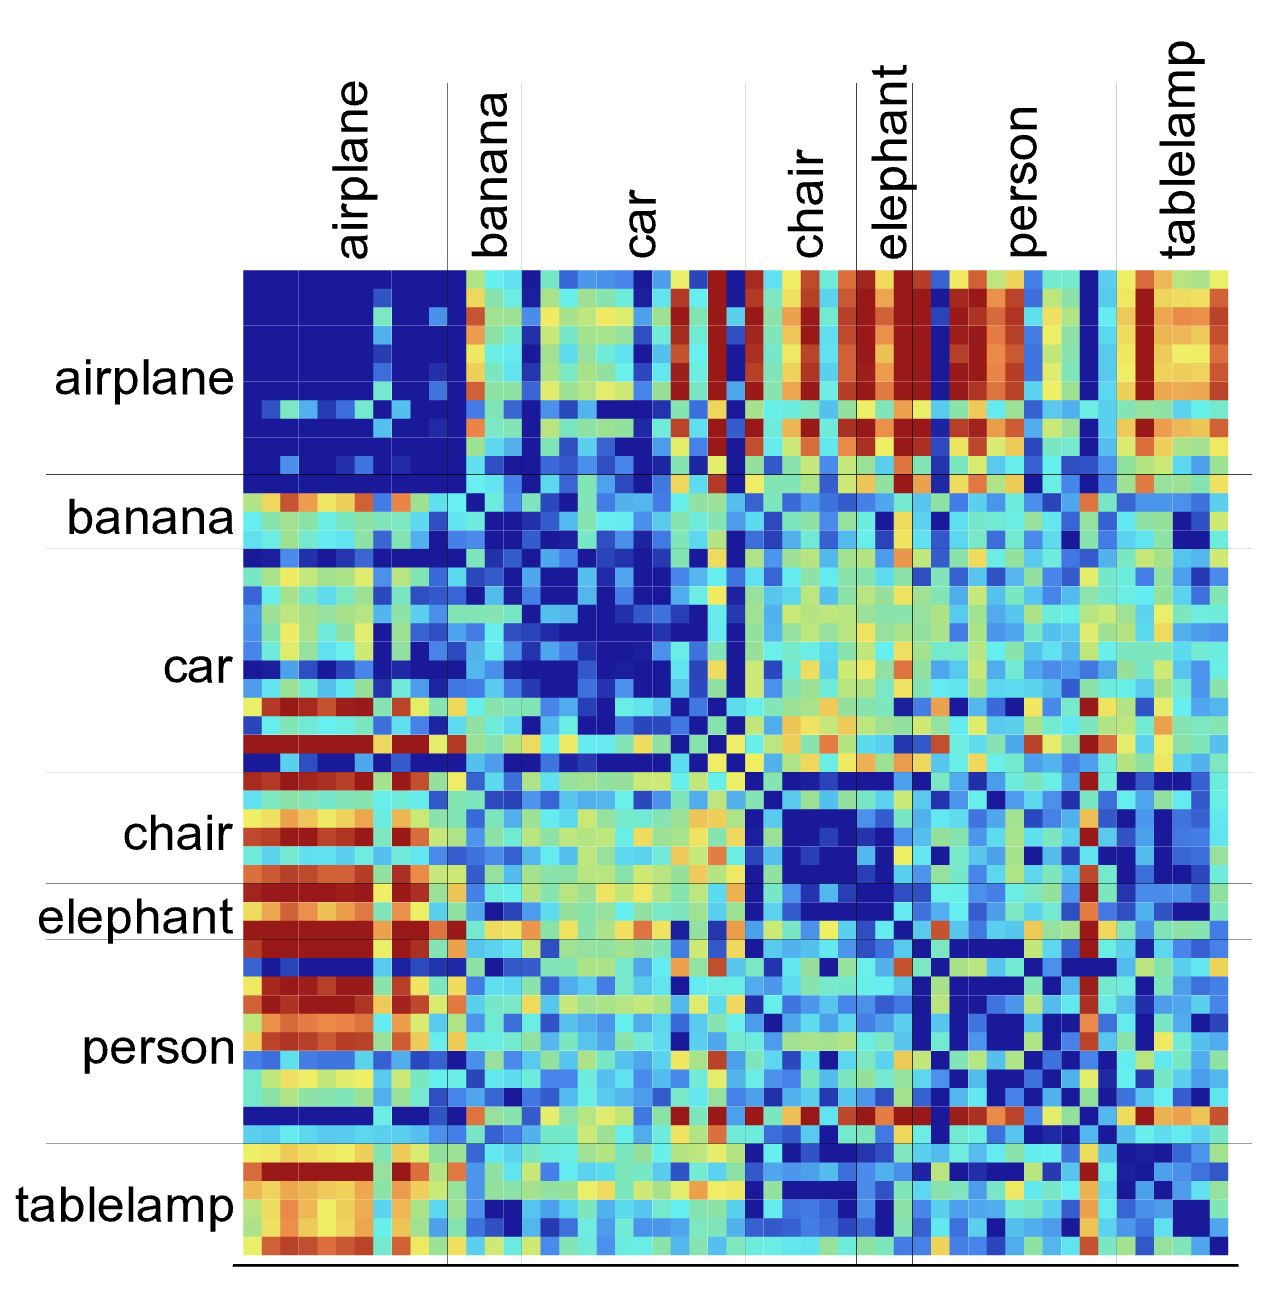 airplane
banana
car
chair
elephant
person
tablelamp
airplane
banana
car
chair
elephant
person
tablelamp